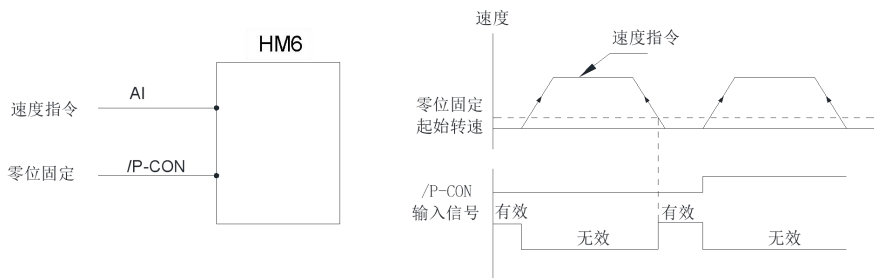 HM6
AI
速度指令
/P-CON
零位固定
速度
速度指令
零位固定
起始转速
/P-CON
输入信号
有效
无效
有效
无效